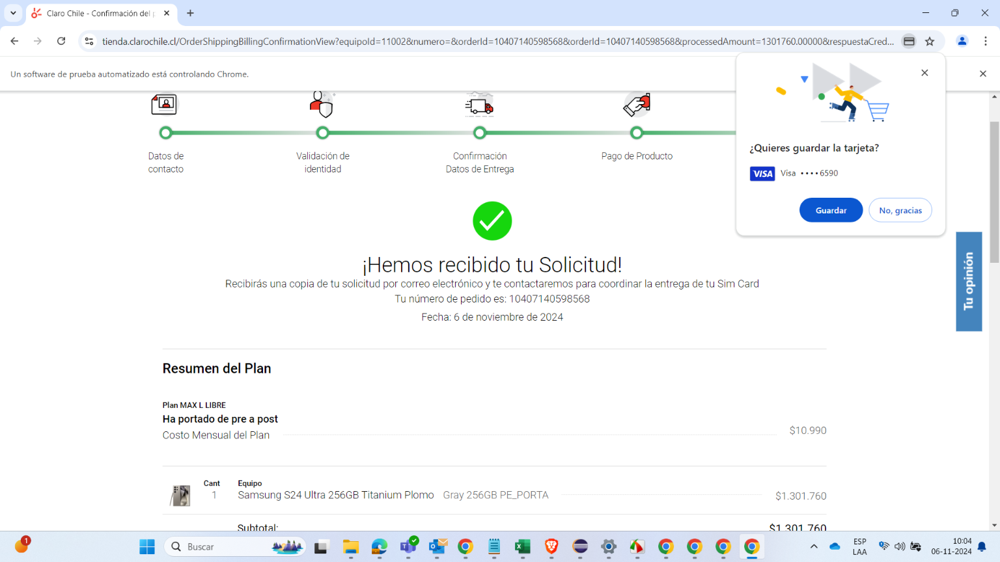 Claro Chile - Confirmación del p
tienda.clarochile.cl/OrderShippingBillingConfirmationView?equipoId=11002&numero=&orderId=10407140598568&orderId=10407140598568&processedAmount=1301760.00000&respuestaCred...
Un software de prueba automatizado está controlando Chrome.
¿Quieres guardar la tarjeta?
VISA Visa •••• 6590
Guardar
No, gracias
Datos de
contacto
Validación de
identidad
Confirmación
Datos de Entrega
Pago de Producto
¡Hemos recibido tu Solicitud!
Recibirás una copia de tu solicitud por correo electrónico y te contactaremos para coordinar la entrega de tu Sim Card
Tu número de pedido es: 10407140598568
Fecha: 6 de noviembre de 2024
Tu opinión
Resumen del Plan
Plan MAX L LIBRE
Ha portado de pre a post
Costo Mensual del Plan $10.990
Cant Equipo
1 Samsung S24 Ultra 256GB Titanium Plomo Gray 256GB PE_PORTA $1.301.760
Subtotal: $1.301.760
1
Buscar
ESP
LAA
10:04
06-11-2024